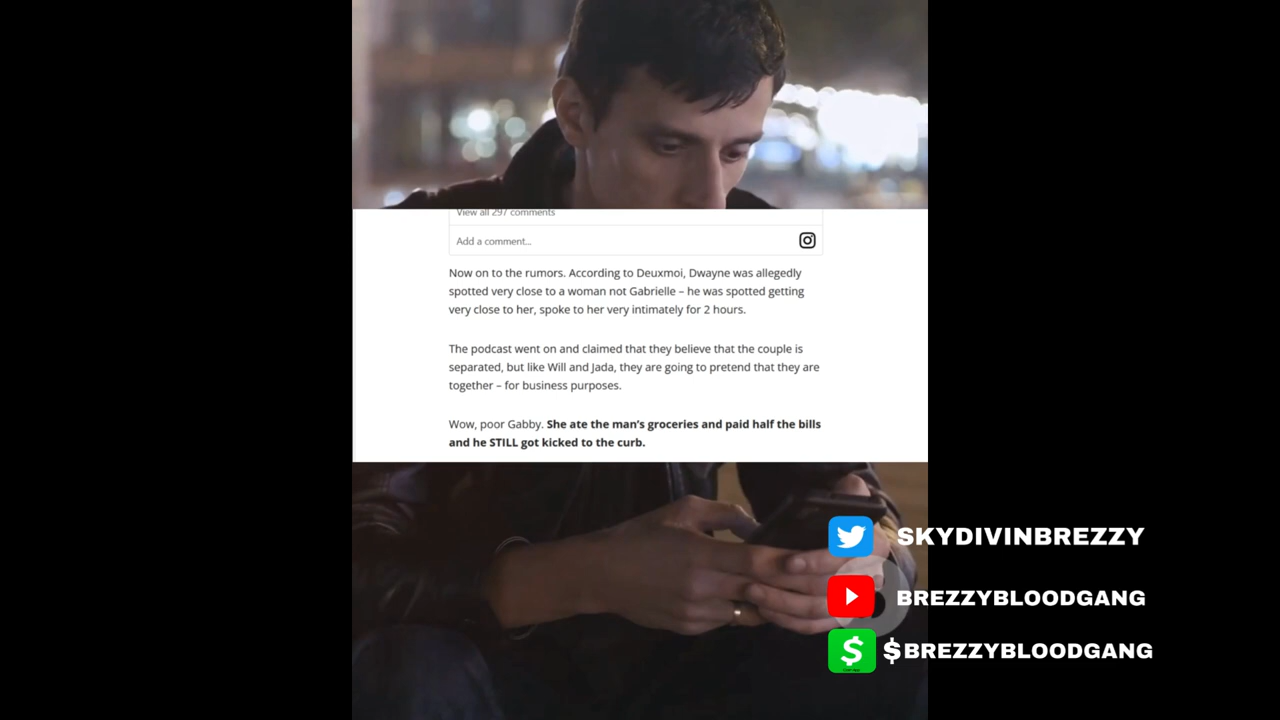 View all 297 comments
Add a comment...
Now on to the rumors. According to Deuxmoi, Dwayne was allegedly
spotted very close to a woman not Gabrielle – he was spotted getting
very close to her, spoke to her very intimately for 2 hours.
The podcast went on and claimed that they believe that the couple is
separated, but like Will and Jada, they are going to pretend that they are
together – for business purposes.
Wow, poor Gabby. She ate the man's groceries and paid half the bills
and he STILL got kicked to the curb.
SKYDIVINBREZZY
BREZZYBLOODGANG
$BREZZYBLOODGANG